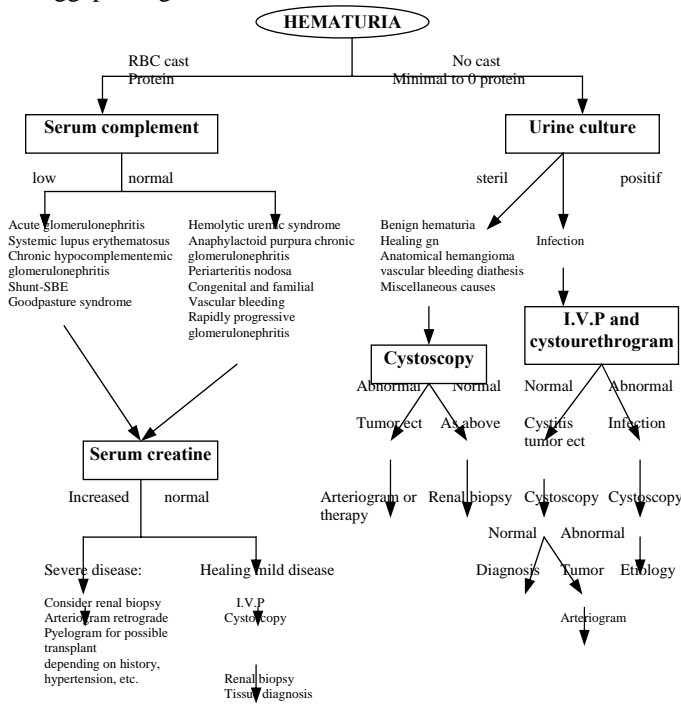 HEMATURIA
RBC cast
Protein
No cast
Minimal to 0 protein
Serum complement
Urine culture
low
normal
steril
positif
Acute glomerulonephritis
Systemic lupus erythematosus
Chronic hypocomplementemic
glomerulonephritis
Shunt-SBE
Goodpasture syndrome
Hemolytic uremic syndrome
Anaphylactoid purpura chronic
glomerulonephritis
Periarteritis nodosa
Congenital and familial
Vascular bleeding
Rapidly progressive
glomerulonephritis
Benign hematuria
Healing gn
Anatomical hemangioma
vascular bleeding diathesis
Miscellaneous causes
Infection
I.V.P and
cystourethrogram
Cystoscopy
Abnormal
Normal
Normal
Abnormal
Tumor ect
As above
Cystitis
tumor ect
Infection
Serum creatine
Increased
normal
Arteriogram or
therapy
Renal biopsy
Cystoscopy
Cystoscopy
Normal
Abnormal
Severe disease:
Healing mild disease
Diagnosis
Tumor
Etiology
Consider renal biopsy
Arteriogram retrograde
Pyelogram for possible
transplant
depending on history,
hypertension, etc.
I.V.P
Cystoscopy
Arteriogram
Renal biopsy
Tissue diagnosis